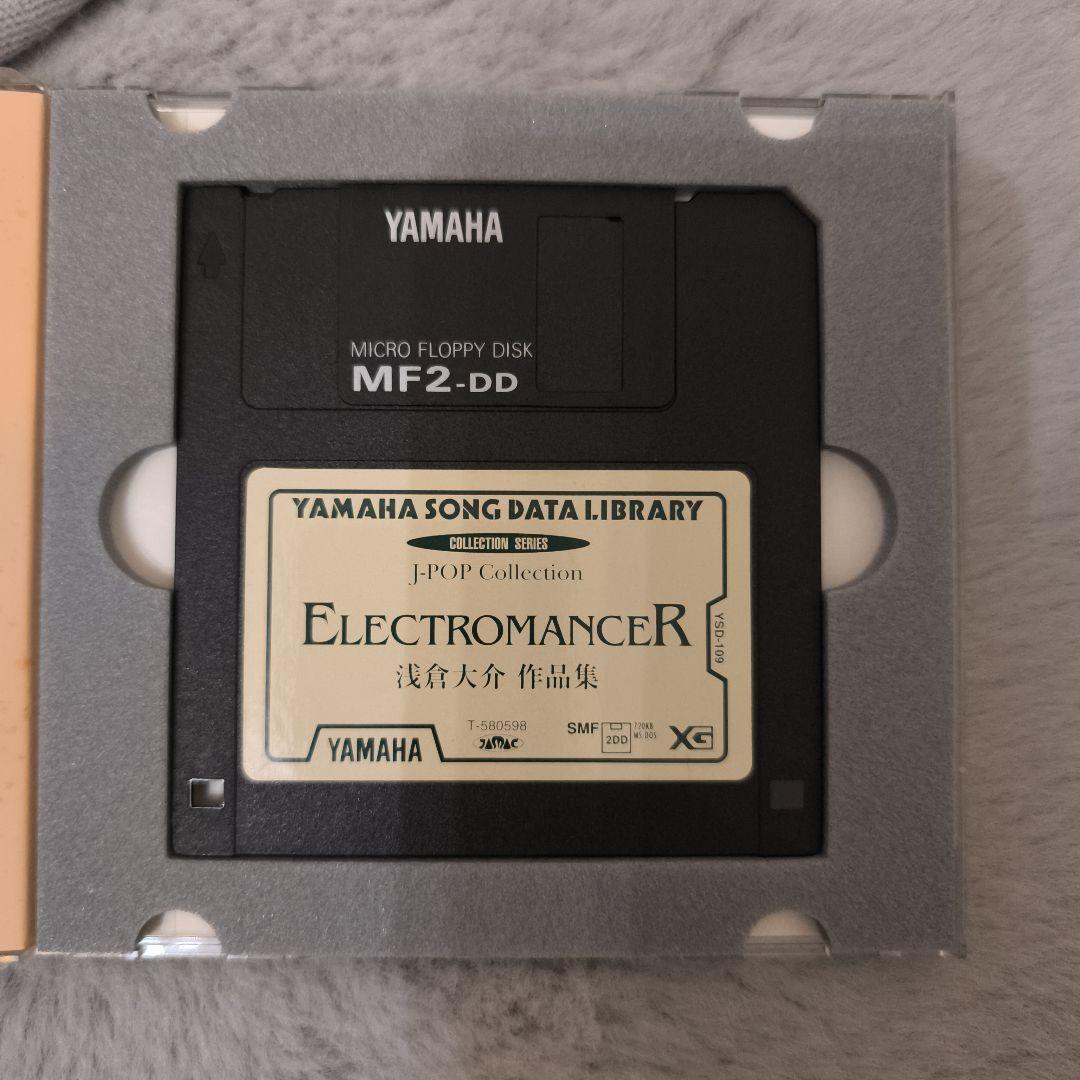 YAMAHA
MICRO FLOPPY DISK
MF2-DD
YAMAHA SONG DATA LIBRARY
COLLECTION SERIES
J-POP Collection
ELECTROMANCER
浅倉大介 作品集
YSD-109
YAMAHA
T-580598
JASRAC
SMF
2DD
720KB
MS DOS
XG